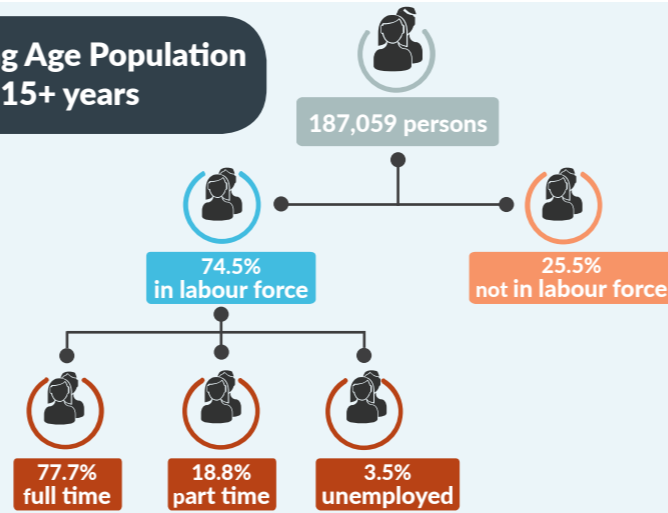 g Age Population
15+ years
187,059 persons
74.5%
in labour force
25.5%
not in labour force
77.7%
full time
18.8%
part time
3.5%
unemployed